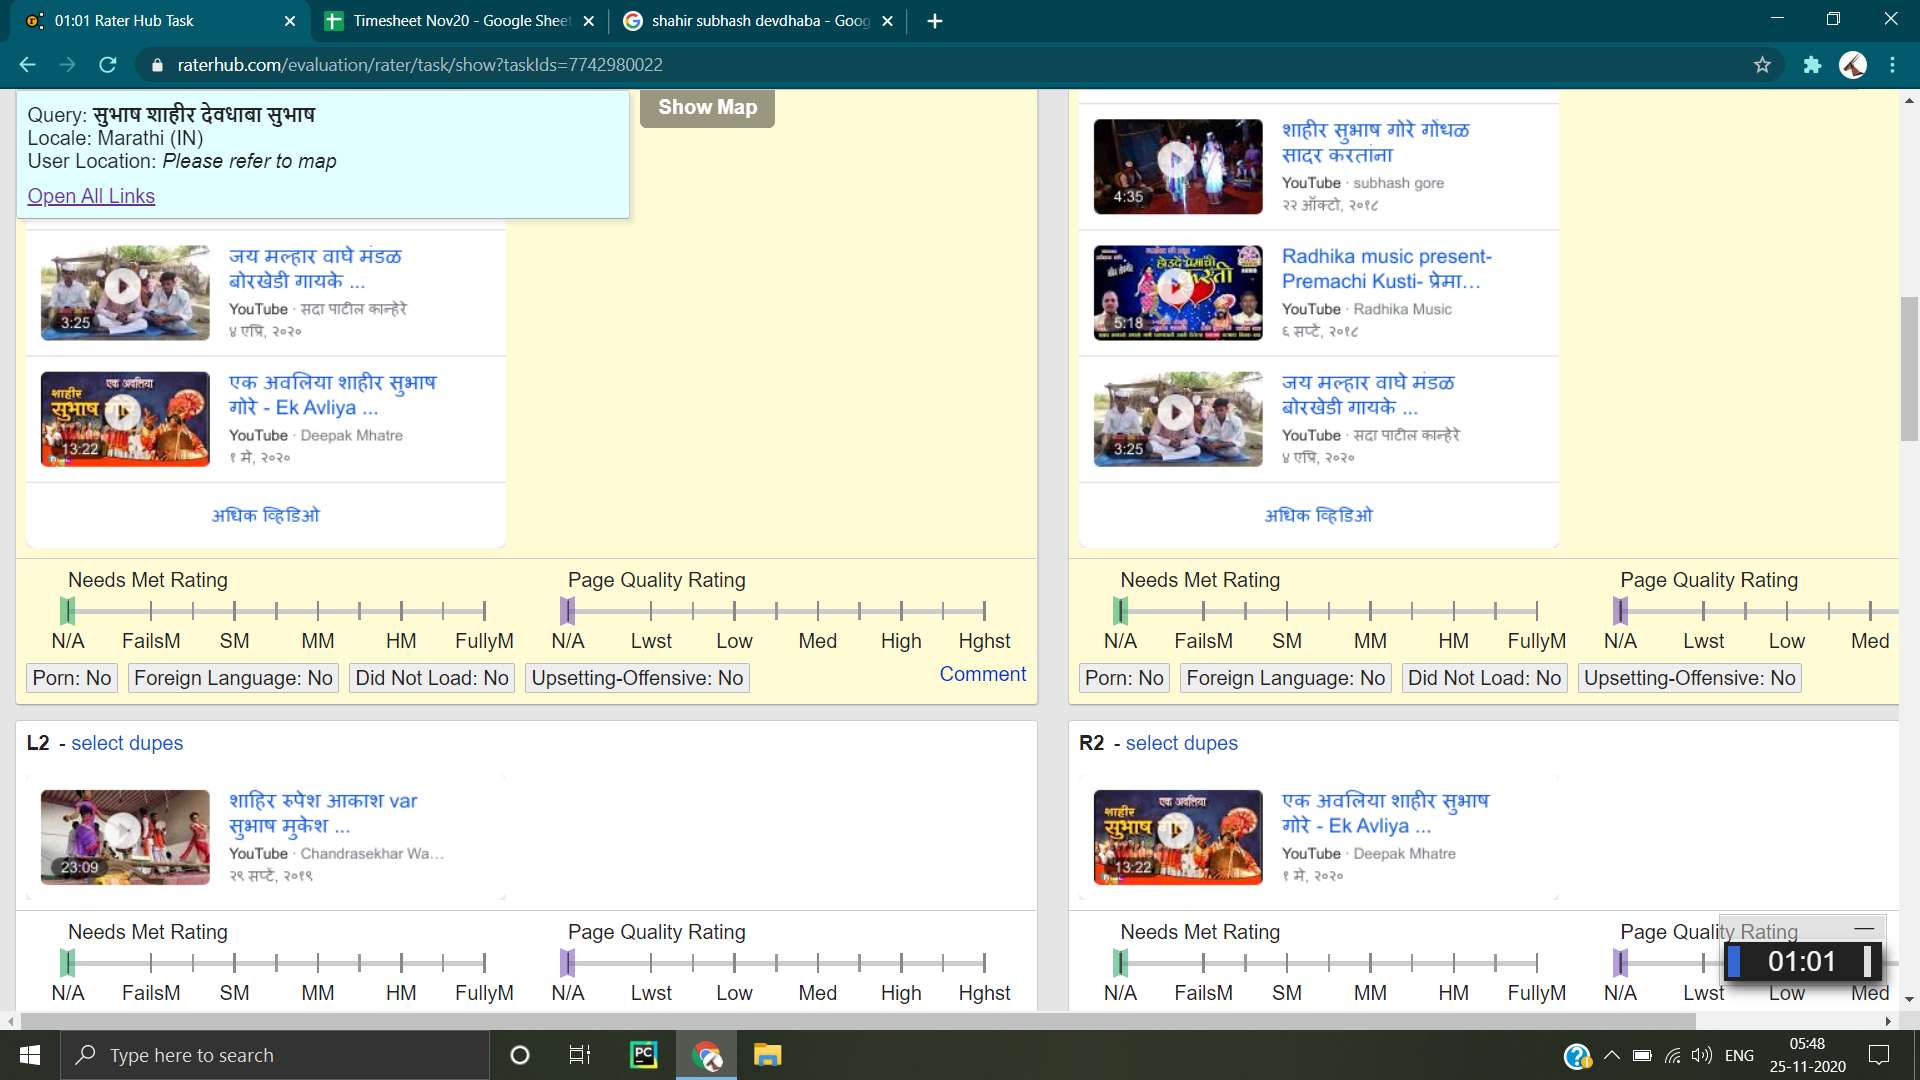 01:01 Rater Hub Task
Timesheet Nov20 - Google Sheet
shahir subhash devdhaba - Goog
raterhub.com/evaluation/rater/task/show?taskIds=7742980022
Query: सुभाष शाहीर देवधाबा सुभाष
Locale: Marathi (IN)
User Location: Please refer to map
Open All Links
Show Map
जय मल्हार वाघे मंडळ
बोरखेडी गायके ...
YouTube · सदा पाटील कान्हेरे
४ एप्रि, २०२०
3:25
एक अवलिया शाहीर सुभाष
गोरे - Ek Avliya ...
YouTube · Deepak Mhatre
१ मे, २०२०
एक अवलिया
शाहीर
सुभाष गोरे
13:22
अधिक व्हिडिओ
Needs Met Rating
N/A FailsM SM MM HM FullyM
Page Quality Rating
N/A Lwst Low Med High Hghst
Porn: No
Foreign Language: No
Did Not Load: No
Upsetting-Offensive: No
Comment
शाहीर सुभाष गोरे गोंधळ
सादर करतांना
YouTube · subhash gore
२२ ऑक्टो, २०१८
4:35
Radhika music present-
Premachi Kusti- प्रेमा...
YouTube · Radhika Music
६ सप्टें, २०१८
5:18
जय मल्हार वाघे मंडळ
बोरखेडी गायके ...
YouTube · सदा पाटील कान्हेरे
४ एप्रि, २०२०
3:25
अधिक व्हिडिओ
Needs Met Rating
N/A FailsM SM MM HM FullyM
Page Quality Rating
N/A Lwst Low Med
Porn: No
Foreign Language: No
Did Not Load: No
Upsetting-Offensive: No
L2 - select dupes
शाहिर रुपेश आकाश var
सुभाष मुकेश ...
YouTube · Chandrasekhar Wa...
२९ सप्टें, २०१९
23:09
Needs Met Rating
N/A FailsM SM MM HM FullyM
Page Quality Rating
N/A Lwst Low Med High Hghst
R2 - select dupes
एक अवलिया शाहीर सुभाष
गोरे - Ek Avliya ...
YouTube · Deepak Mhatre
१ मे, २०२०
एक अवलिया
शाहीर
सुभाष गोरे
13:22
Needs Met Rating
N/A FailsM SM MM HM FullyM
Page Quality Rating
N/A Lwst Low Med
01:01
Type here to search
PC
ENG
05:48
25-11-2020